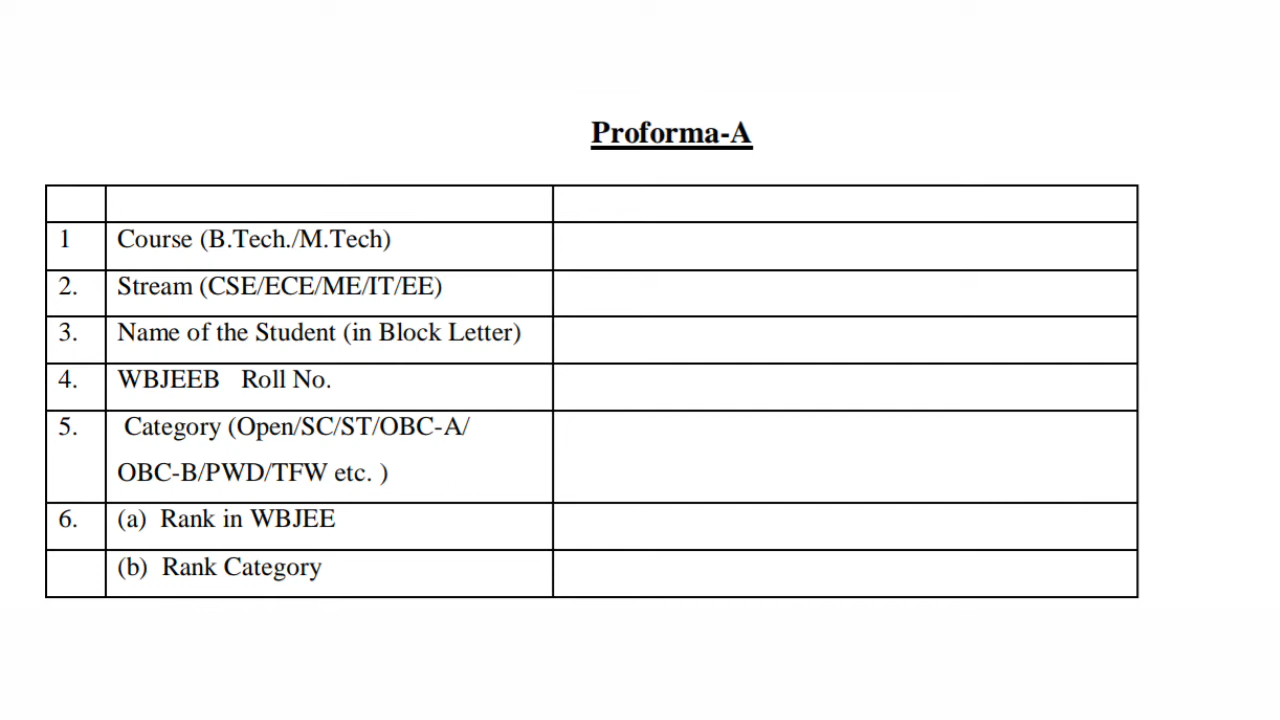 Proforma-A
1 Course (B.Tech./M.Tech)
2. Stream (CSE/ECE/ME/IT/EE)
3. Name of the Student (in Block Letter)
4. WBJEEB Roll No.
5. Category (Open/SC/ST/OBC-A/
OBC-B/PWD/TFW etc. )
6. (a) Rank in WBJEE
(b) Rank Category